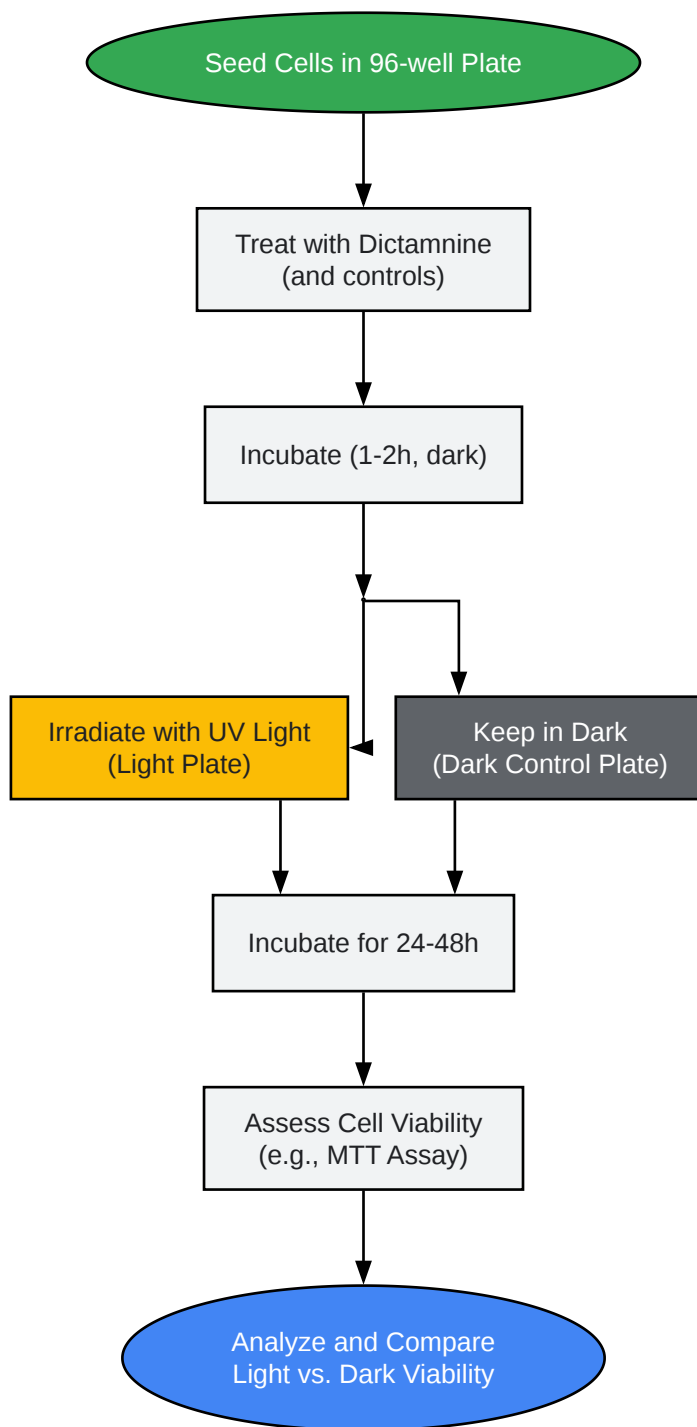 Seed Cells in 96-well Plate
Treat with Dictamnine
(and controls)
Incubate (1-2h, dark)
Irradiate with UV Light
(Light Plate)
Keep in Dark
(Dark Control Plate)
Incubate for 24-48h
Assess Cell Viability
(e.g., MTT Assay)
Analyze and Compare
Light vs. Dark Viability